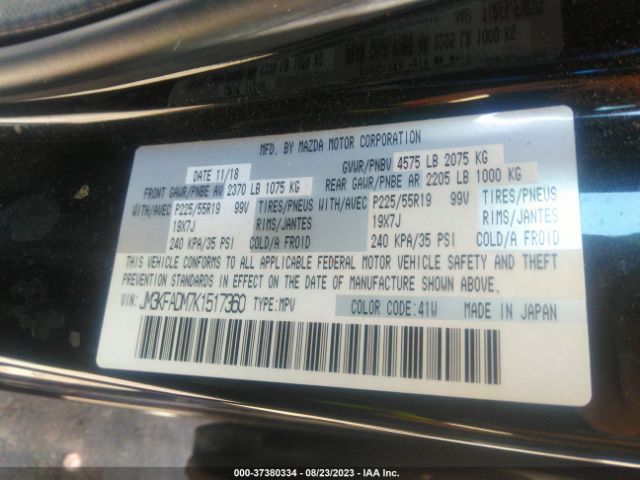 MFD. BY MAZDA MOTOR CORPORATION
DATE 11/18
GVWR/PNBV 4575 LB 2075 KG
FRONT GAWR/PNBE AV 2370 LB 1075 KG
REAR GAWR/PNBE AR 2205 LB 1000 KG
WITH/AVEC P225/55R19 99V TIRES/PNEUS
19X7J RIMS/JANTES
240 KPA/35 PSI COLD/A FROID
WITH/AVEC P225/55R19 99V TIRES/PNEUS
19X7J RIMS/JANTES
240 KPA/35 PSI COLD/A FROID
THIS VEHICLE CONFORMS TO ALL APPLICABLE FEDERAL MOTOR VEHICLE SAFETY AND THEFT
PREVENTION STANDARDS IN EFFECT ON THE DATE OF MANUFACTURE SHOWN ABOVE.
VIN: JM3KFADM7K1517360 TYPE:MPV
COLOR CODE:41W MADE IN JAPAN
000-37380334 - 08/23/2023 - IAA Inc.